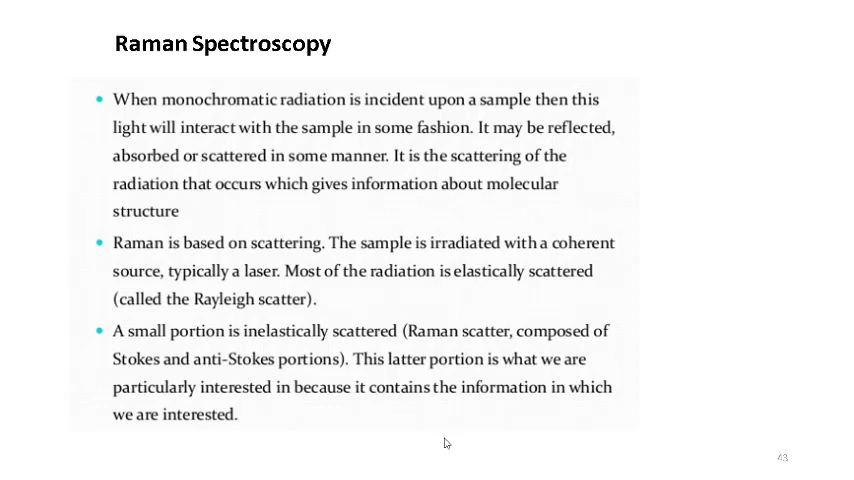 Raman Spectroscopy
• When monochromatic radiation is incident upon a sample then this
light will interact with the sample in some fashion. It may be reflected,
absorbed or scattered in some manner. It is the scattering of the
radiation that occurs which gives information about molecular
structure
• Raman is based on scattering. The sample is irradiated with a coherent
source, typically a laser. Most of the radiation is elastically scattered
(called the Rayleigh scatter).
• A small portion is inelastically scattered (Raman scatter, composed of
Stokes and anti-Stokes portions). This latter portion is what we are
particularly interested in because it contains the information in which
we are interested.
43